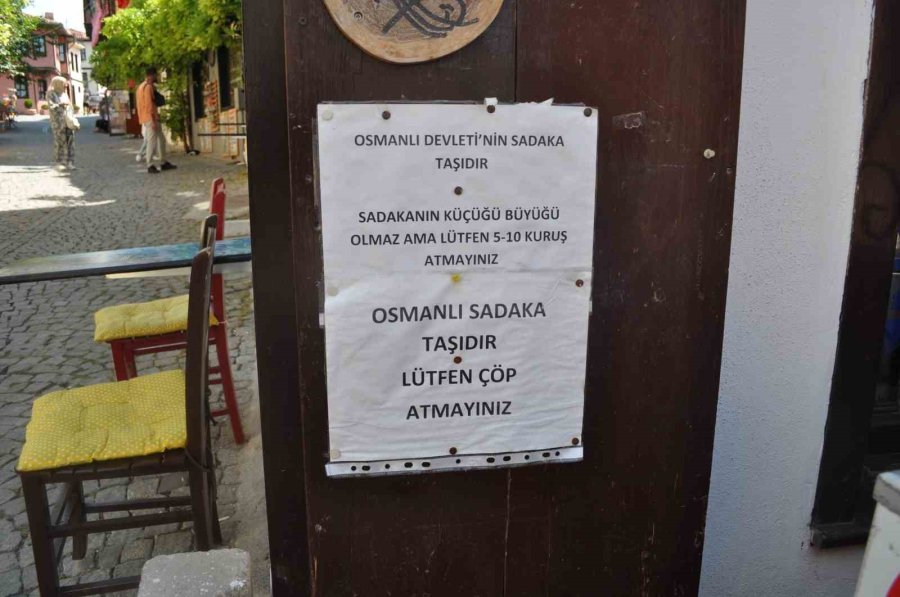 OSMANLI DEVLETİ'NİN SADAKA
TAŞIDIR
SADAKANIN KÜÇÜĞÜ BÜYÜĞÜ
OLMAZ AMA LÜTFEN 5-10 KURUŞ
ATMAYINIZ
OSMANLI SADAKA
TAŞIDIR
LÜTFEN ÇÖP
ATMAYINIZ